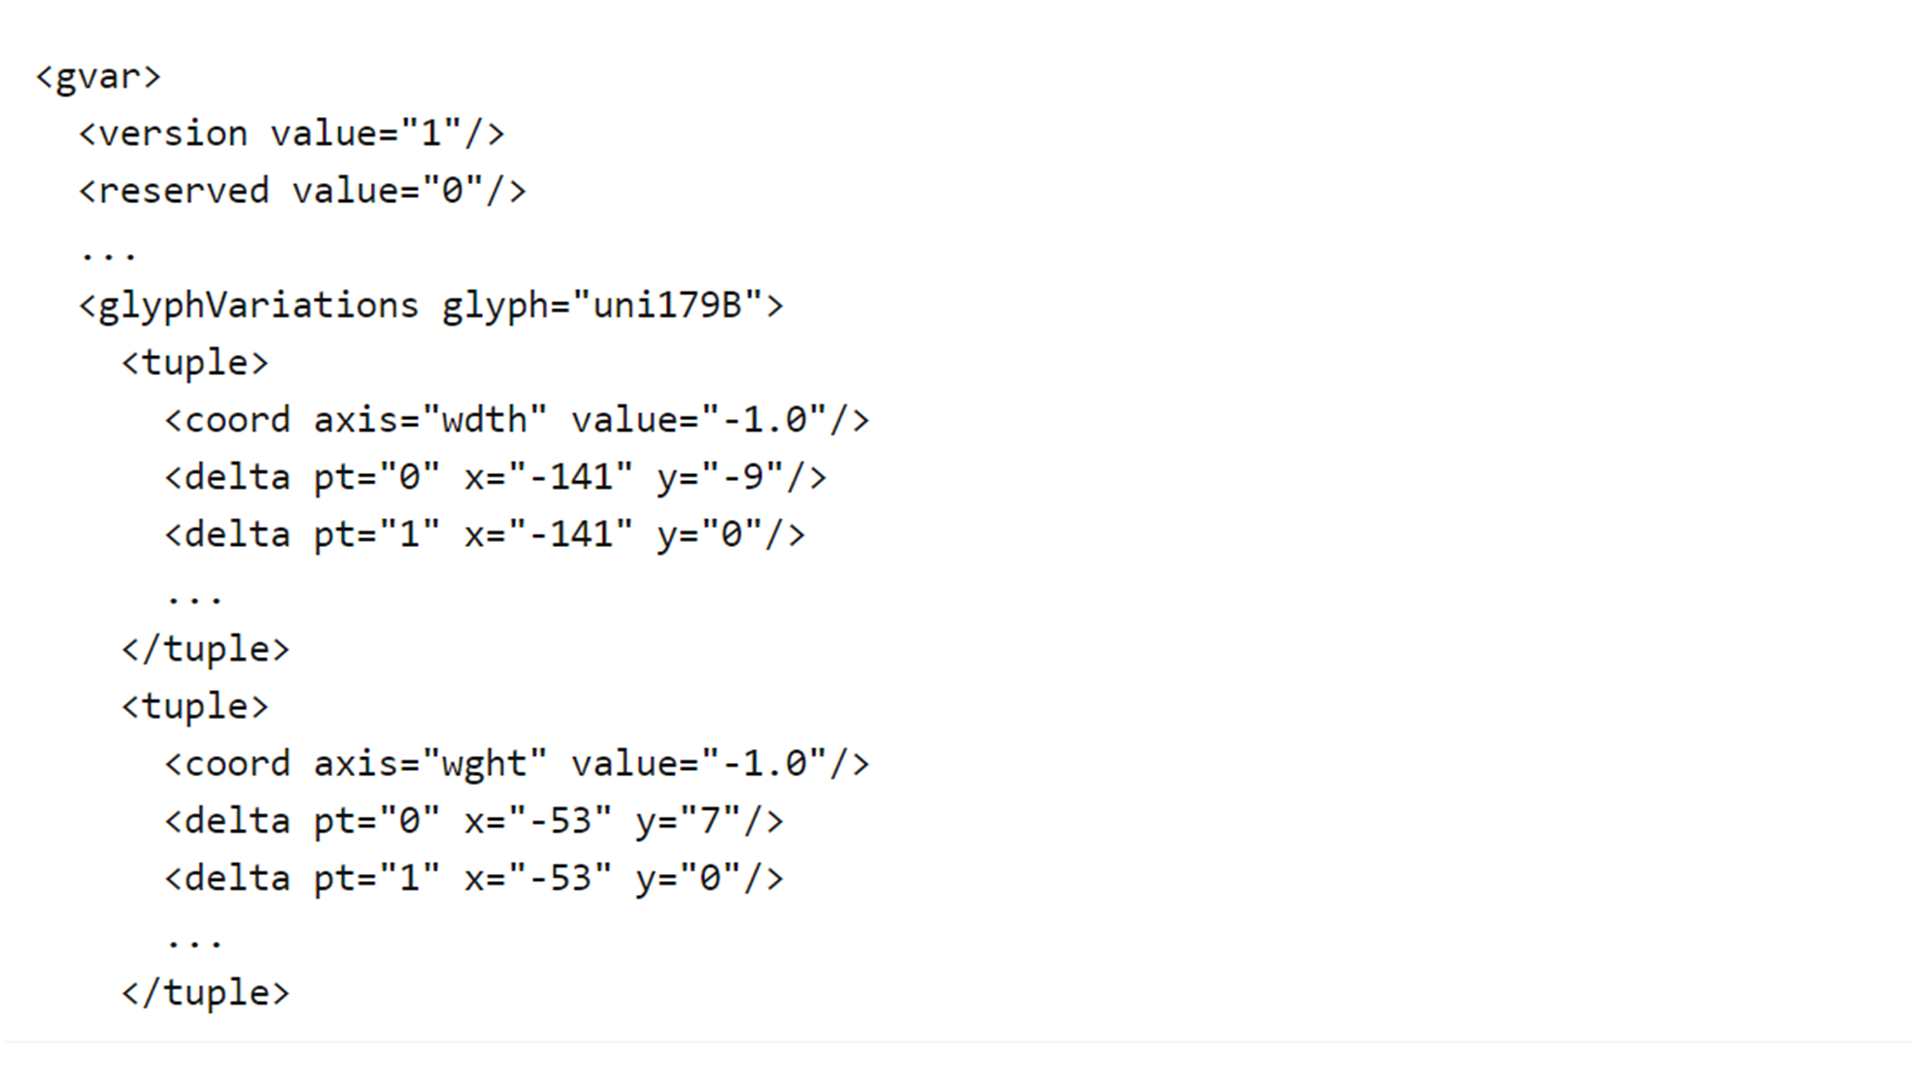 <gvar>
<version value="1"/>
<reserved value="0"/>
...
<glyphVariations glyph="uni179B">
<tuple>
<coord axis="wdth" value="-1.0"/>
<delta pt="0" x="-141" y="-9"/>
<delta pt="1" x="-141" y="0"/>
...
</tuple>
<tuple>
<coord axis="wght" value="-1.0"/>
<delta pt="0" x="-53" y="7"/>
<delta pt="1" x="-53" y="0"/>
...
</tuple>